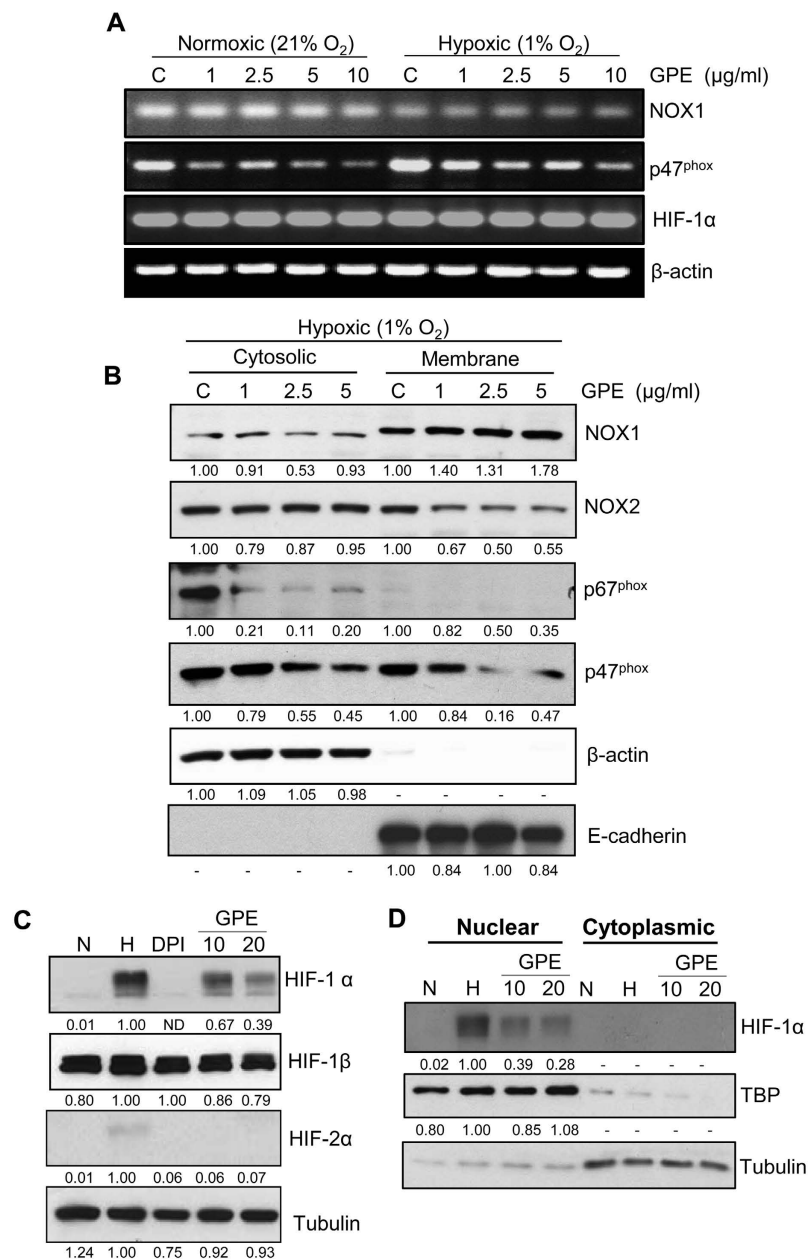 A
Normoxic (21% O2) Hypoxic (1% O2)
C 1 2.5 5 10 C 1 2.5 5 10 GPE (μg/ml)
NOX1
p47phox
HIF-1α
β-actin
B
Hypoxic (1% O2)
Cytosolic Membrane
C 1 2.5 5 C 1 2.5 5 GPE (μg/ml)
NOX1
1.00 0.91 0.53 0.93 1.00 1.40 1.31 1.78
NOX2
1.00 0.79 0.87 0.95 1.00 0.67 0.50 0.55
p67phox
1.00 0.21 0.11 0.20 1.00 0.82 0.50 0.35
p47phox
1.00 0.79 0.55 0.45 1.00 0.84 0.16 0.47
β-actin
1.00 1.09 1.05 0.98 - - - -
E-cadherin
- - - - 1.00 0.84 1.00 0.84
C
GPE
N H DPI 10 20
HIF-1 α
0.01 1.00 ND 0.67 0.39
HIF-1β
0.80 1.00 1.00 0.86 0.79
HIF-2α
0.01 1.00 0.06 0.06 0.07
Tubulin
1.24 1.00 0.75 0.92 0.93
D
Nuclear Cytoplasmic
GPE GPE
N H 10 20 N H 10 20
HIF-1α
0.02 1.00 0.39 0.28 - - - -
TBP
0.80 1.00 0.85 1.08 - - - -
Tubulin